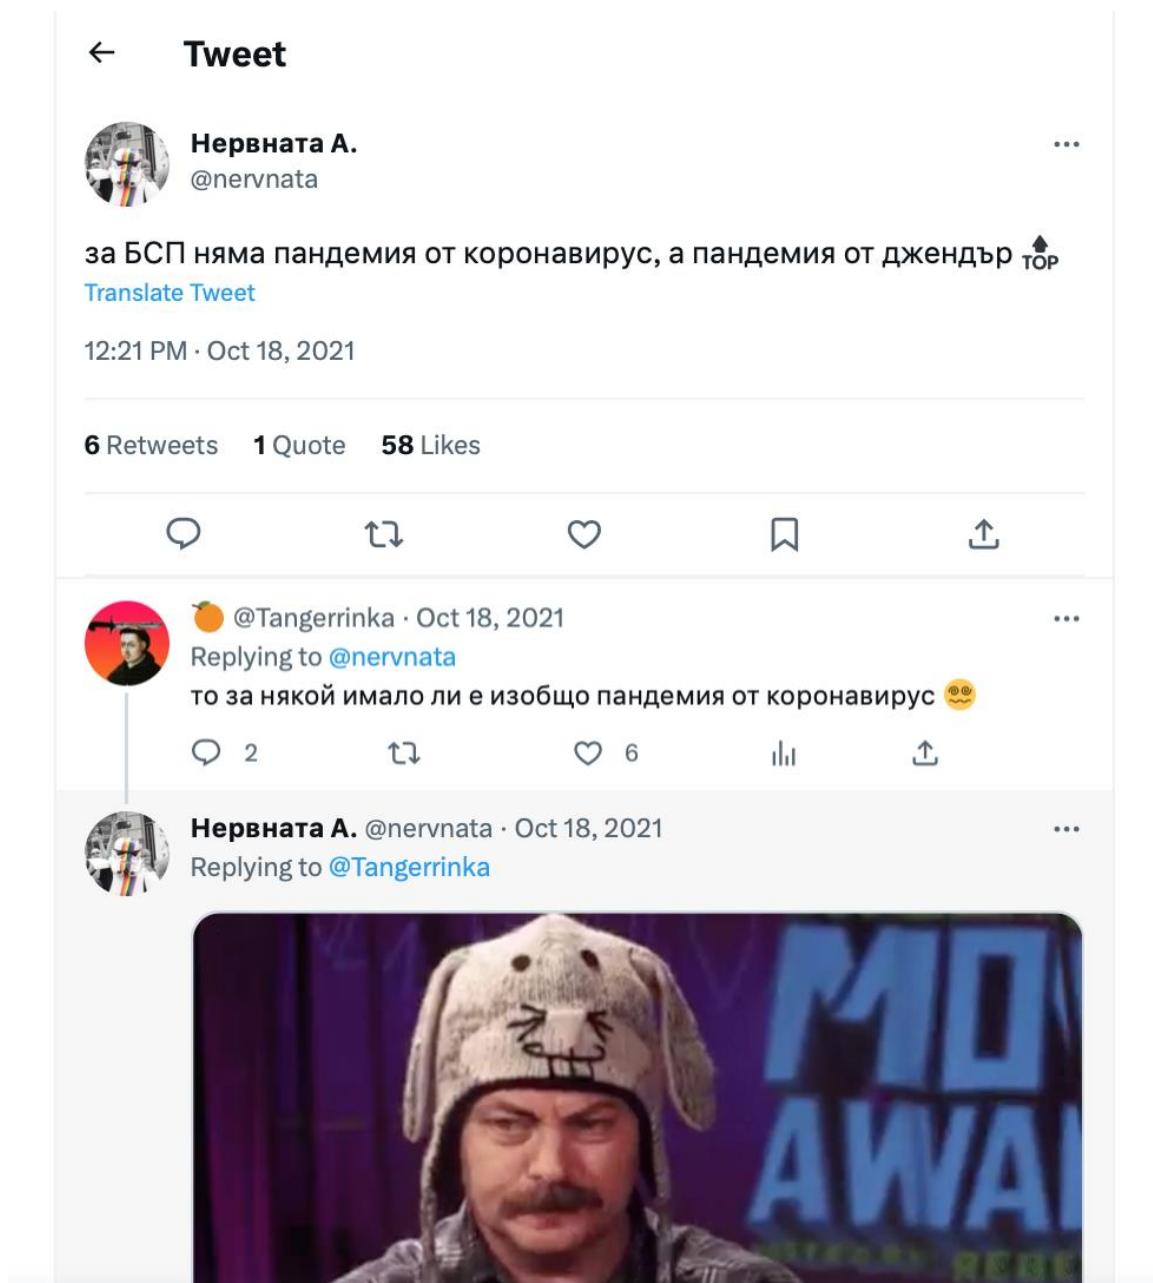 Tweet
Нервната А.
@nervnata
за БСП няма пандемия от коронавирус, а пандемия от джендър 🔝
Translate Tweet
12:21 PM · Oct 18, 2021
6 Retweets 1 Quote 58 Likes
🍊 @Tangerrinka · Oct 18, 2021
Replying to @nervnata
то за някой имало ли е изобщо пандемия от коронавирус 😵‍💫
2 6
Нервната А. @nervnata · Oct 18, 2021
Replying to @Tangerrinka
MO
AWA